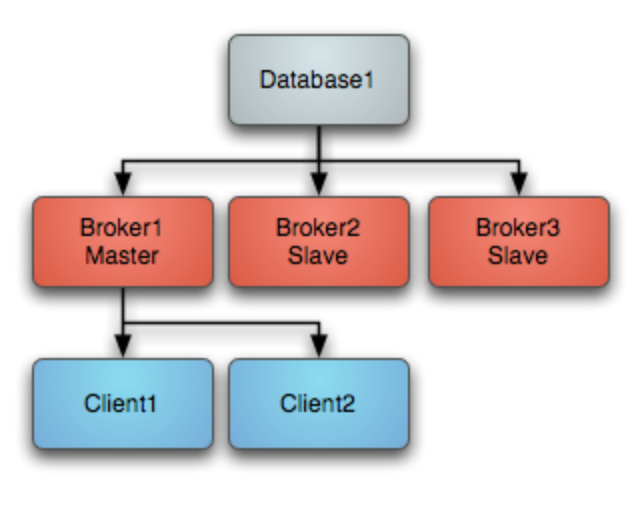 Database1
Broker1
Master
Broker2
Slave
Broker3
Slave
Client1
Client2